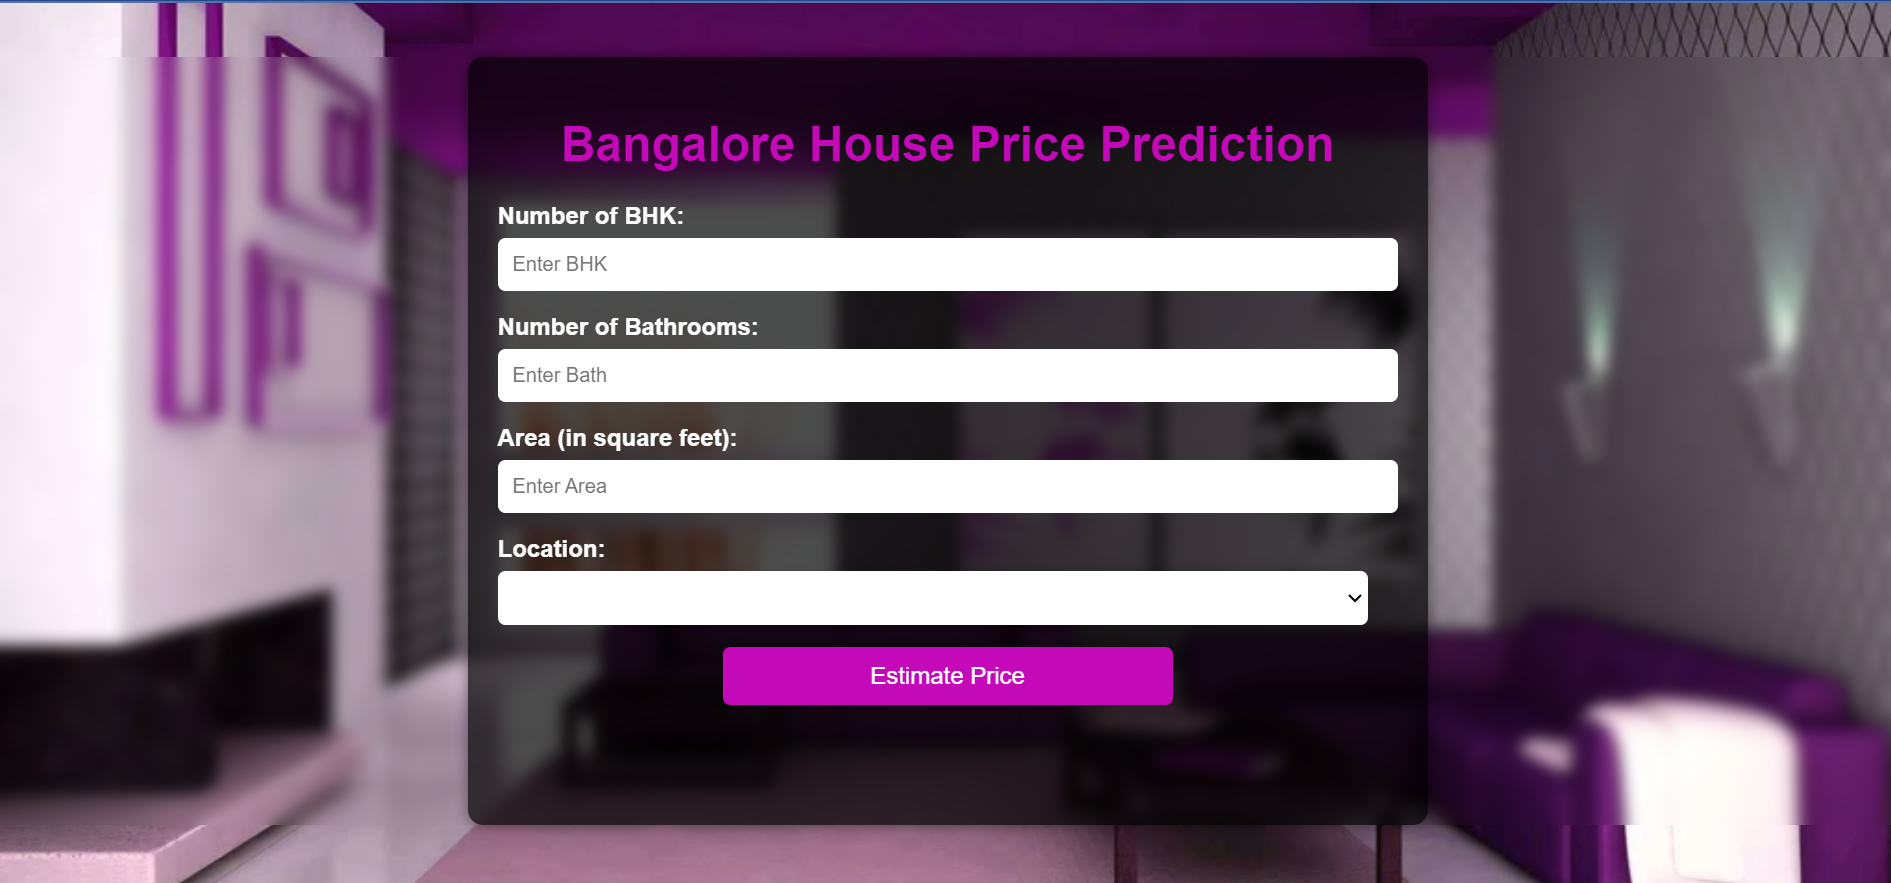 Bangalore House Price Prediction
Number of BHK:
Enter BHK
Number of Bathrooms:
Enter Bath
Area (in square feet):
Enter Area
Location:
Estimate Price